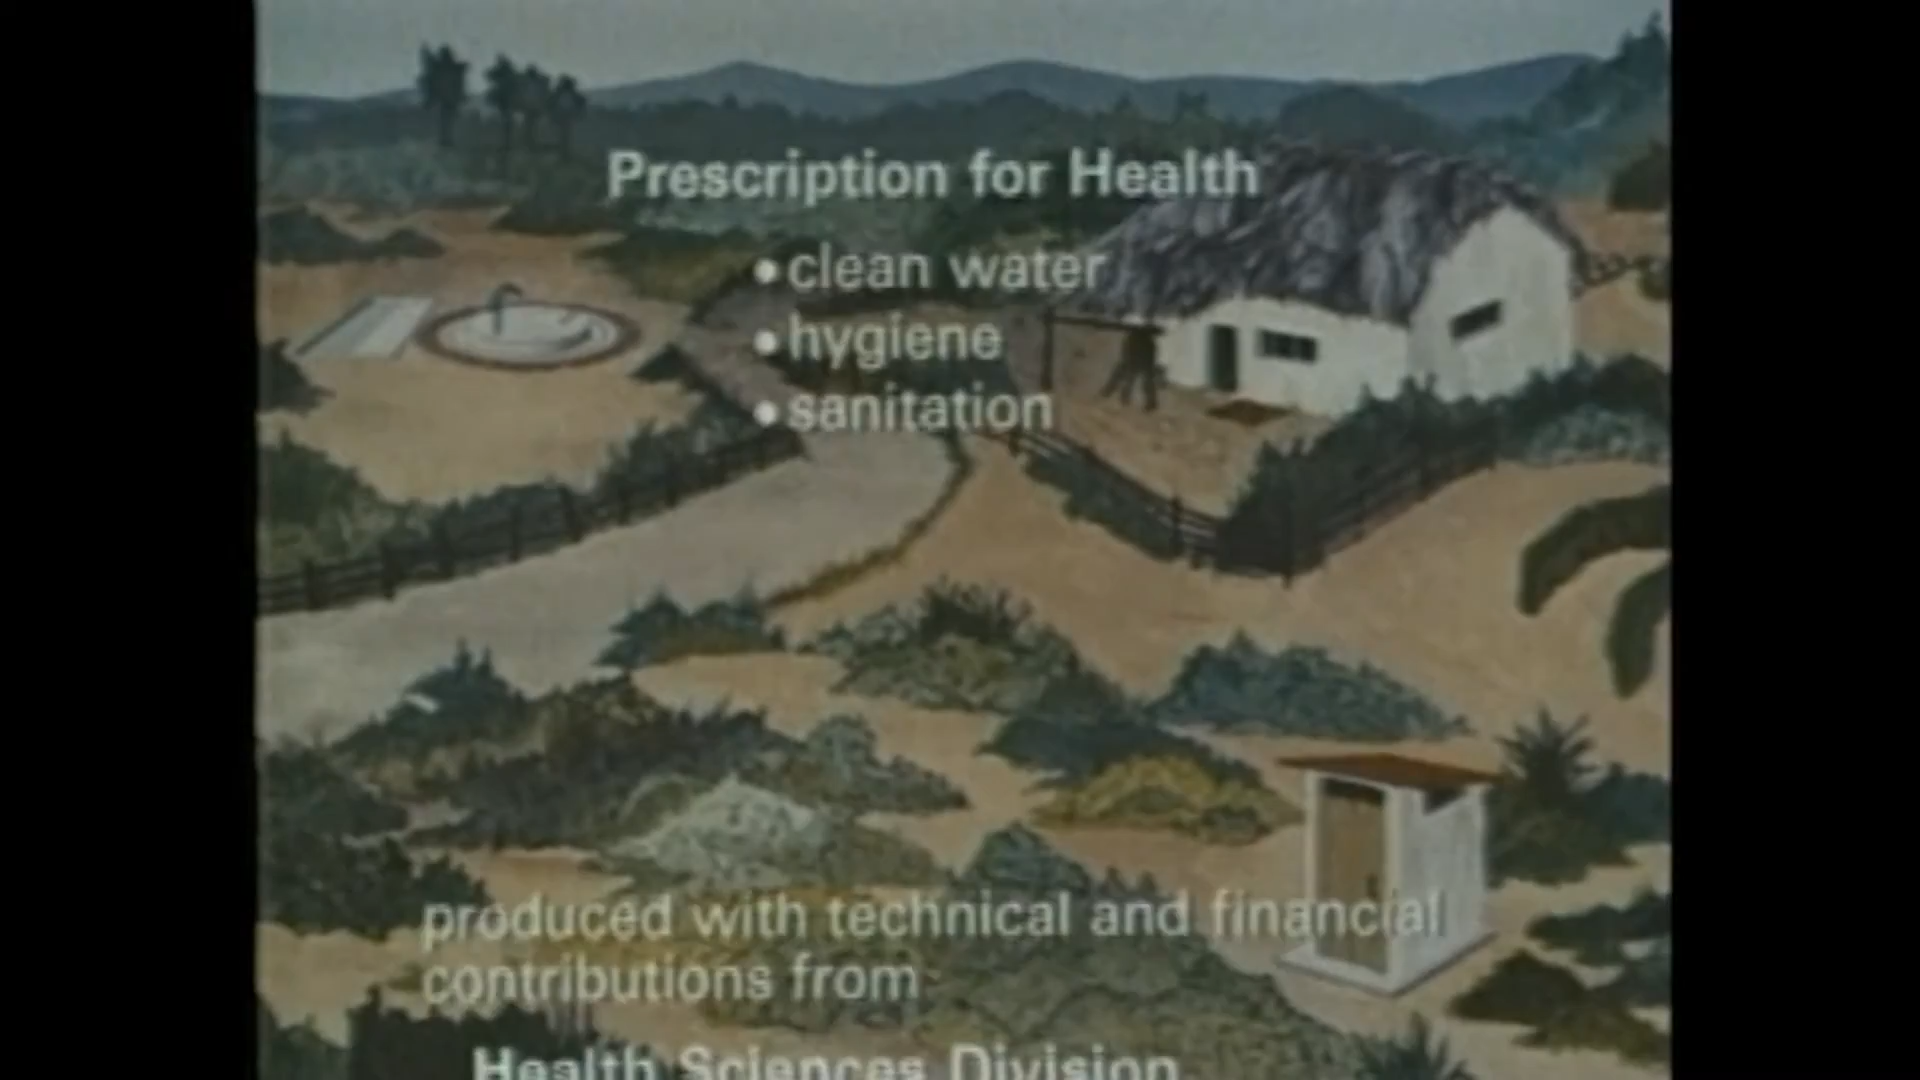 Prescription for Health
• clean water
• hygiene
• sanitation
produced with technical and financial
contributions from
Health Sciences Division